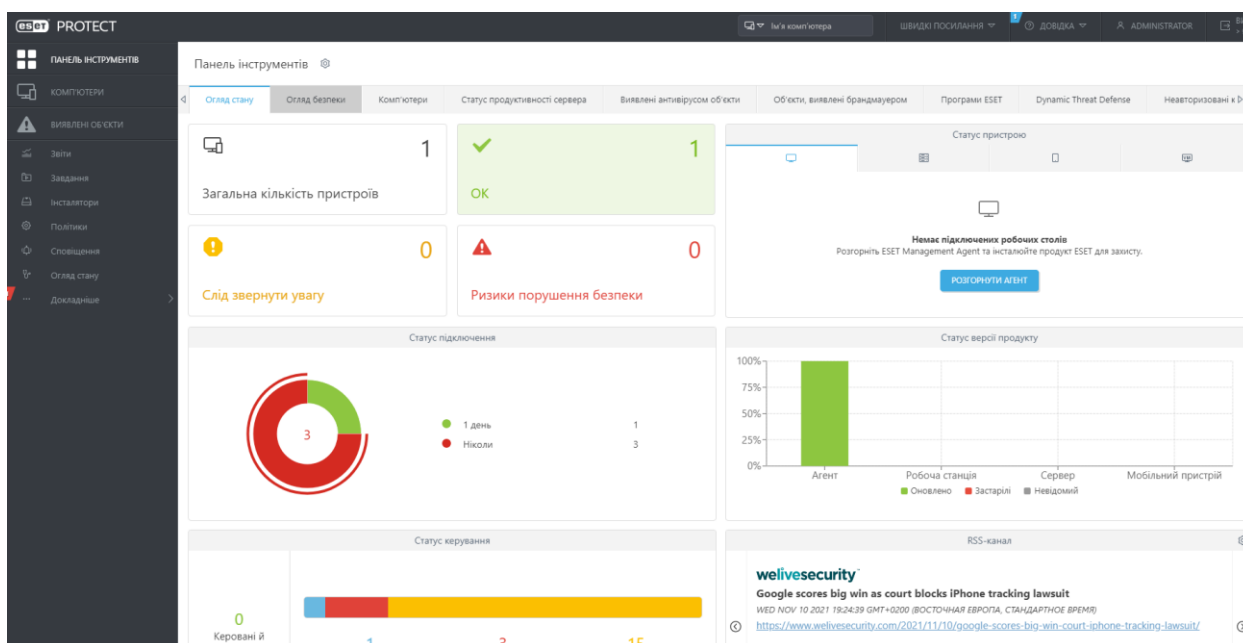 eset PROTECT
Ім'я комп'ютера
ШВИДКІ ПОСИЛАННЯ
1
ДОВІДКА
ADMINISTRATOR
ПАНЕЛЬ ІНСТРУМЕНТІВ
КОМП'ЮТЕРИ
ВИЯВЛЕНІ ОБ'ЄКТИ
Звіти
Завдання
Інсталятори
Політики
Сповіщення
Огляд стану
Докладніше
Панель інструментів
Огляд стану
Огляд безпеки
Комп'ютери
Статус продуктивності сервера
Виявлені антивірусом об'єкти
Об'єкти, виявлені брандмауером
Програми ESET
Dynamic Threat Defense
Неавторизовані к
1
Загальна кількість пристроїв
1
OK
0
Слід звернути увагу
0
Ризики порушення безпеки
Статус пристрою
Немає підключених робочих столів
Розгорніть ESET Management Agent та інсталюйте продукт ESET для захисту.
РОЗГОРНУТИ АГЕНТ
Статус підключення
3
1 день 1
Ніколи 3
Статус версії продукту
100%
75%
50%
25%
0%
Агент Робоча станція Сервер Мобільний пристрій
Оновлено Застарілі Невідомий
Статус керування
0
Керовані й
1 3 15
RSS-канал
welivesecurity
Google scores big win as court blocks iPhone tracking lawsuit
WED NOV 10 2021 19:24:39 GMT+0200 (ВОСТОЧНАЯ ЕВРОПА, СТАНДАРТНОЕ ВРЕМЯ)
https://www.welivesecurity.com/2021/11/10/google-scores-big-win-court-iphone-tracking-lawsuit/